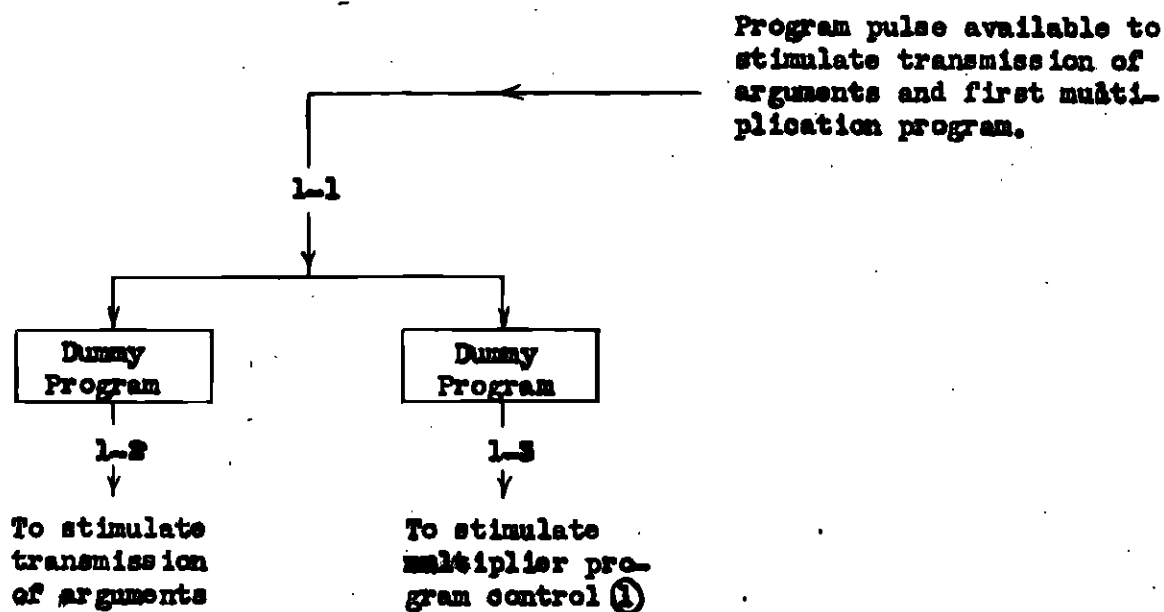 Program pulse available to
stimulate transmission of
arguments and first multi-
plication program.
1-1
Dummy
Program
Dummy
Program
1-2
1-3
To stimulate
transmission
of arguments
To stimulate
multiplier pro-
gram control ①